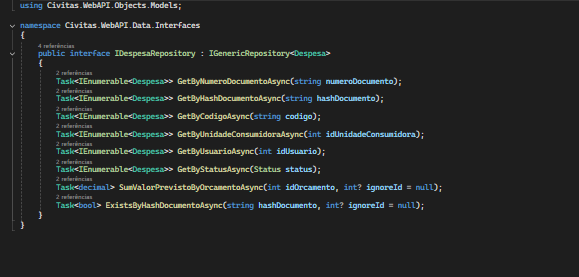 using Civitas.WebAPI.Objects.Models;
namespace Civitas.WebAPI.Data.Interfaces
{
4 referências
public interface IDespesaRepository : IGenericRepository<Despesa>
{
2 referências
Task<IEnumerable<Despesa>> GetByNumeroDocumentoAsync(string numeroDocumento);
2 referências
Task<IEnumerable<Despesa>> GetByHashDocumentoAsync(string hashDocumento);
2 referências
Task<IEnumerable<Despesa>> GetByCodigoAsync(string codigo);
2 referências
Task<IEnumerable<Despesa>> GetByUnidadeConsumidoraAsync(int idUnidadeConsumidora);
2 referências
Task<IEnumerable<Despesa>> GetByUsuarioAsync(int idUsuario);
2 referências
Task<IEnumerable<Despesa>> GetByStatusAsync(Status status);
2 referências
Task<decimal> SumValorPrevistoByOrcamentoAsync(int idOrcamento, int? ignoreId = null);
2 referências
Task<bool> ExistsByHashDocumentoAsync(string hashDocumento, int? ignoreId = null);
}
}